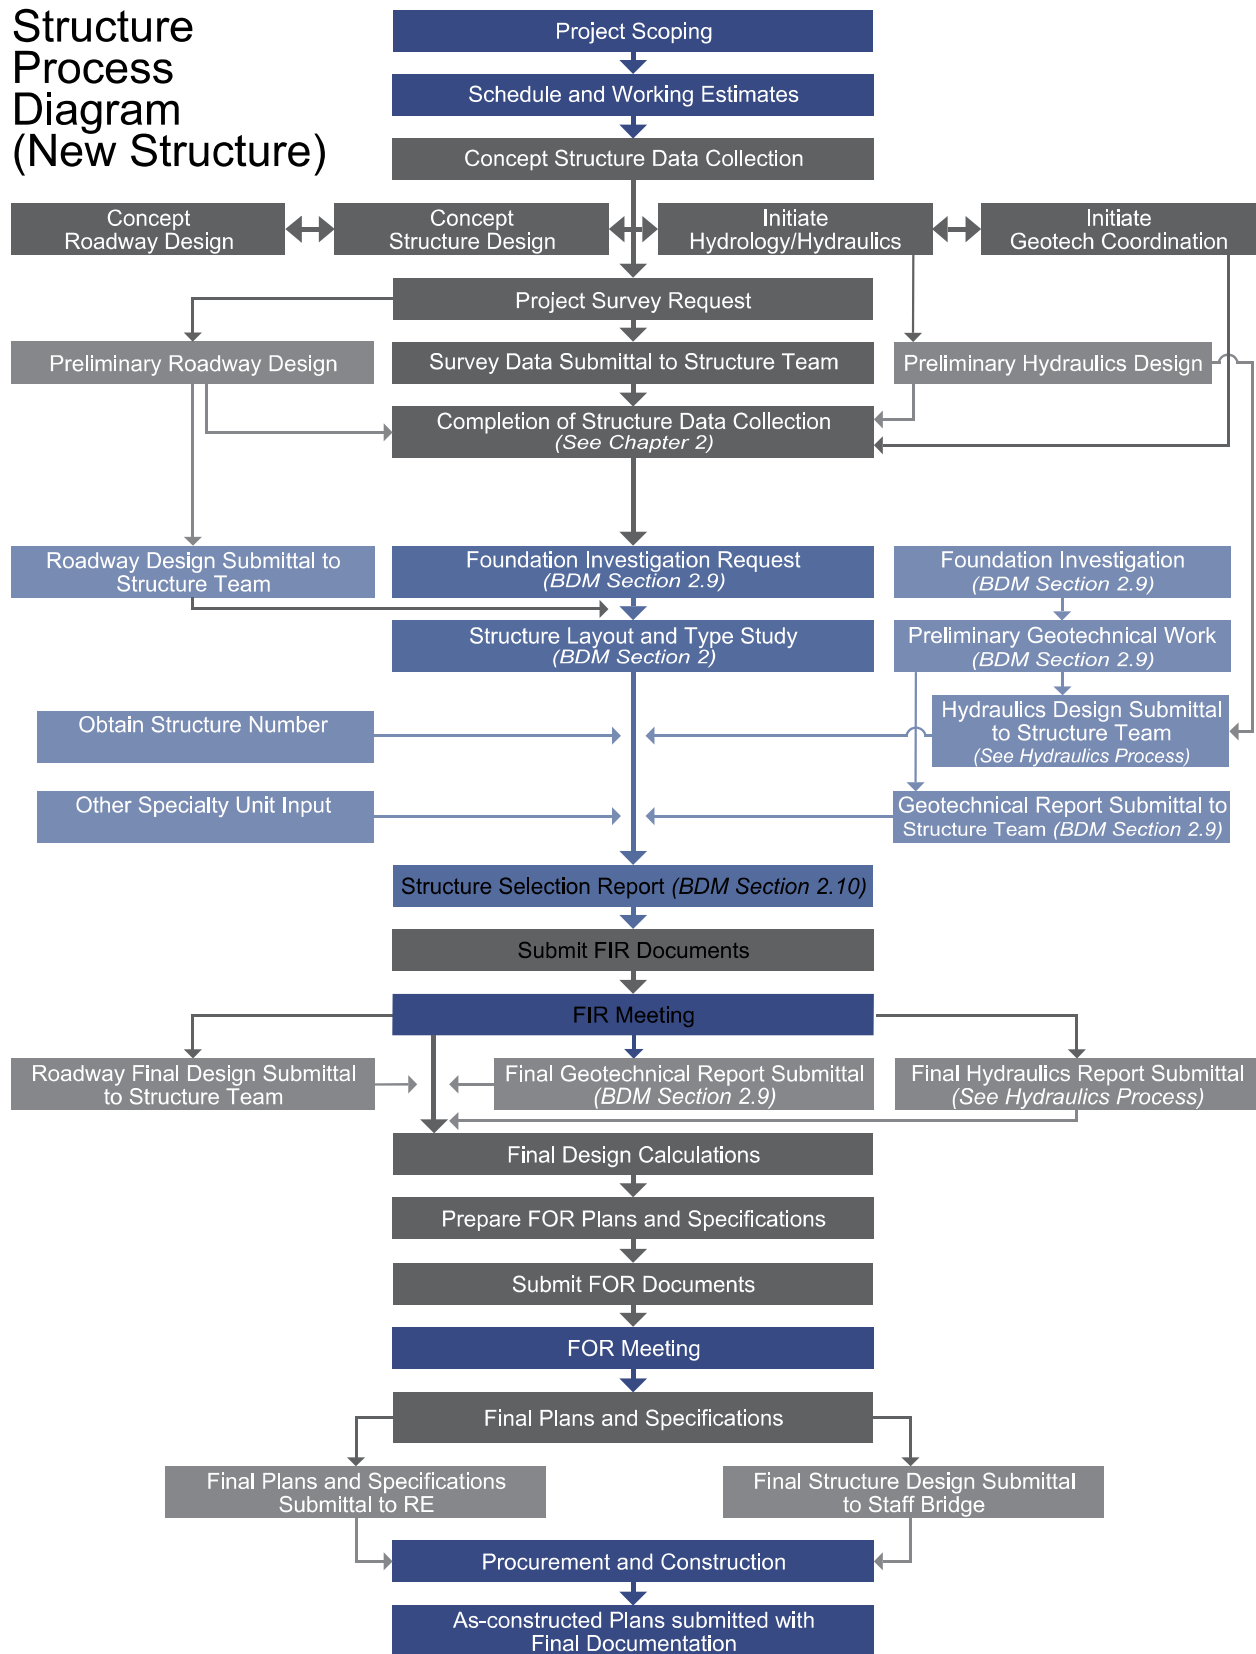 Structure
Process
Diagram
(New Structure)
Project Scoping
Schedule and Working Estimates
Concept Structure Data Collection
Concept
Roadway Design
Concept
Structure Design
Initiate
Hydrology/Hydraulics
Initiate
Geotech Coordination
Project Survey Request
Preliminary Roadway Design
Survey Data Submittal to Structure Team
Preliminary Hydraulics Design
Completion of Structure Data Collection
(See Chapter 2)
Roadway Design Submittal to
Structure Team
Foundation Investigation Request
(BDM Section 2.9)
Foundation Investigation
(BDM Section 2.9)
Structure Layout and Type Study
(BDM Section 2)
Preliminary Geotechnical Work
(BDM Section 2.9)
Obtain Structure Number
Hydraulics Design Submittal
to Structure Team
(See Hydraulics Process)
Other Specialty Unit Input
Geotechnical Report Submittal to
Structure Team (BDM Section 2.9)
Structure Selection Report (BDM Section 2.10)
Submit FIR Documents
FIR Meeting
Roadway Final Design Submittal
to Structure Team
Final Geotechnical Report Submittal
(BDM Section 2.9)
Final Hydraulics Report Submittal
(See Hydraulics Process)
Final Design Calculations
Prepare FOR Plans and Specifications
Submit FOR Documents
FOR Meeting
Final Plans and Specifications
Final Plans and Specifications
Submittal to RE
Final Structure Design Submittal
to Staff Bridge
Procurement and Construction
As-constructed Plans submitted with
Final Documentation